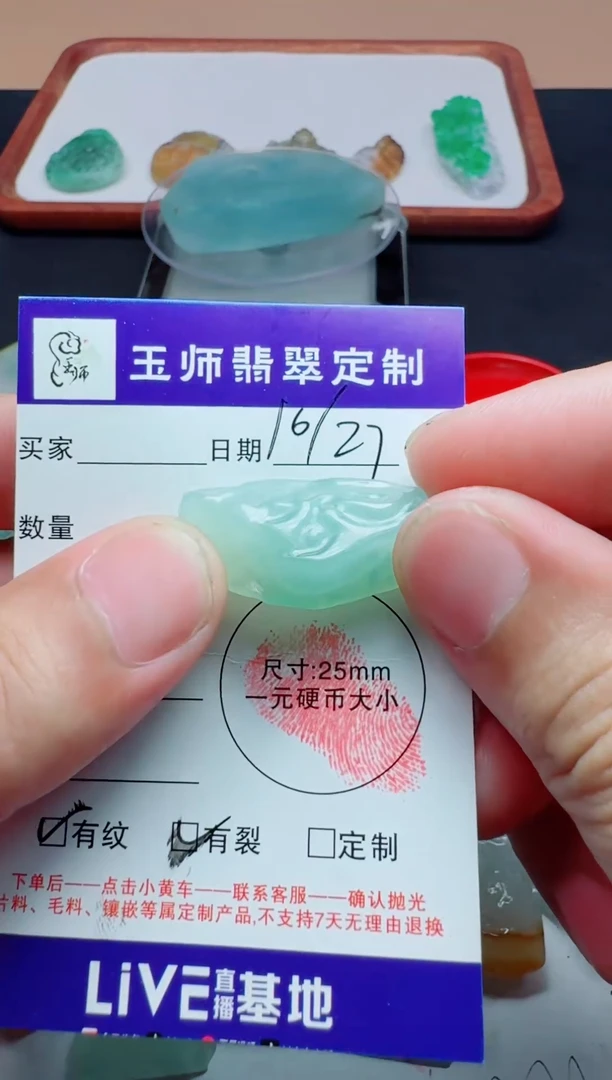 玉师
玉师翡翠定制
买家 日期 16/27
数量
尺寸:25mm
一元硬币大小
有纹 有裂 定制
下单后——点击小黄车——联系客服——确认抛光
片料、毛料、镶嵌等属定制产品,不支持7天无理由退换
LiVE直播基地